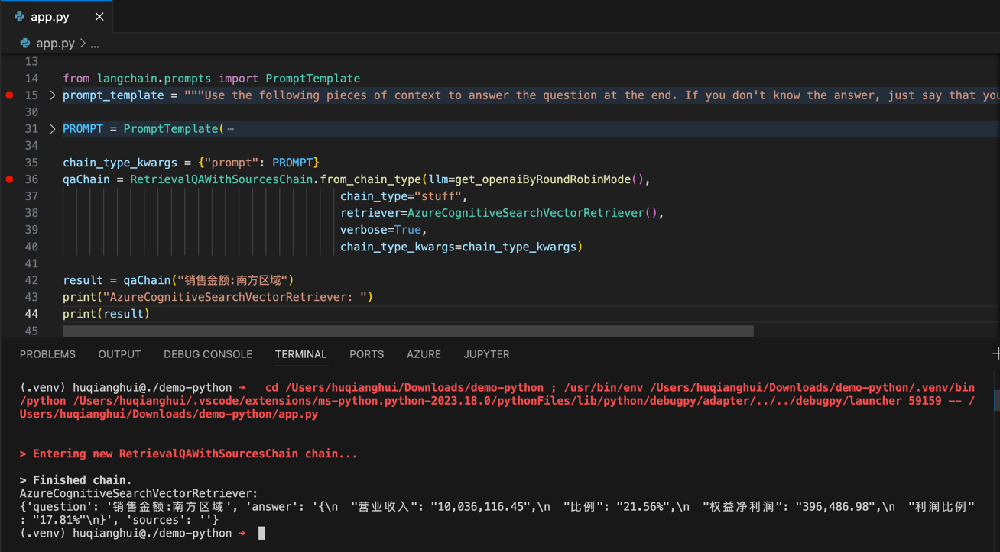 app.py
app.py > ...
13
14 from langchain.prompts import PromptTemplate
15 prompt_template = """Use the following pieces of context to answer the question at the end. If you don't know the answer, just say that
30
31 PROMPT = PromptTemplate( ⋯
34
35 chain_type_kwargs = {"prompt": PROMPT}
36 qaChain = RetrievalQAWithSourcesChain.from_chain_type(llm=get_openaiByRoundRobinMode(),
37 chain_type="stuff",
38 retriever=AzureCognitiveSearchVectorRetriever(),
39 verbose=True,
40 chain_type_kwargs=chain_type_kwargs)
41
42 result = qaChain("销售金额:南方区域")
43 print("AzureCognitiveSearchVectorRetriever: ")
44 print(result)
45
PROBLEMS OUTPUT DEBUG CONSOLE TERMINAL PORTS AZURE JUPYTER
(.venv) huqianghui@./demo-python → cd /Users/huqianghui/Downloads/demo-python ; /usr/bin/env /Users/huqianghui/Downloads/demo-python/.venv/bin
/python /Users/huqianghui/.vscode/extensions/ms-python.python-2023.18.0/pythonFiles/lib/python/debugpy/adapter/../../debugpy/launcher 59159 -- /
Users/huqianghui/Downloads/demo-python/app.py
> Entering new RetrievalQAWithSourcesChain chain...
> Finished chain.
AzureCognitiveSearchVectorRetriever:
{'question': '销售金额:南方区域', 'answer': '{\n  "营业收入": "10,036,116.45",\n  "比例": "21.56%",\n  "权益净利润": "396,486.98",\n  "利润比例"
: "17.81%"\n}', 'sources': ''}
(.venv) huqianghui@./demo-python →